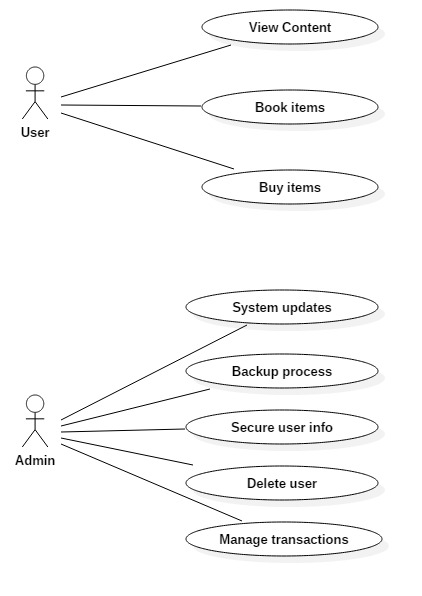 View Content
User
Book items
Buy items
System updates
Backup process
Admin
Secure user info
Delete user
Manage transactions